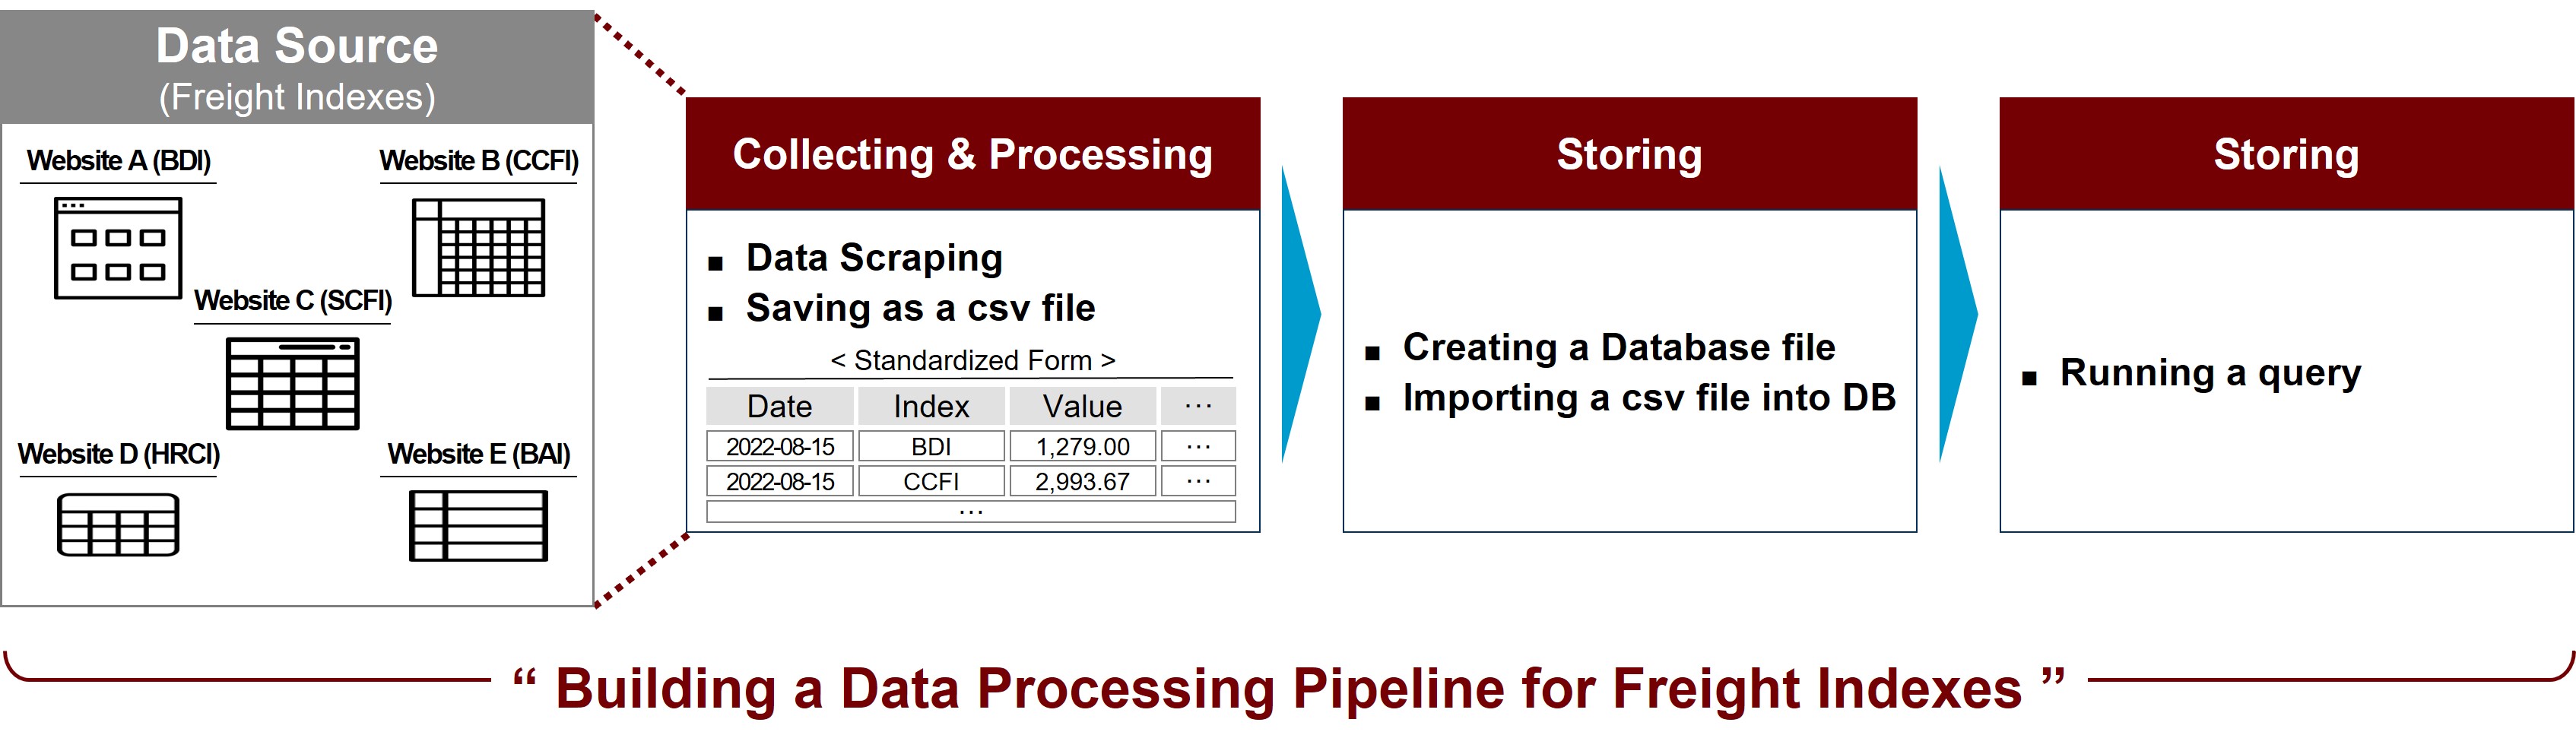 Data Source
(Freight Indexes)
Website A (BDI)
Website B (CCFI)
Website C (SCFI)
Website D (HRCI)
Website E (BAI)
Collecting & Processing
▪ Data Scraping
▪ Saving as a csv file
< Standardized Form >
Date Index Value ⋯
2022-08-15 BDI 1,279.00 ⋯
2022-08-15 CCFI 2,993.67 ⋯
⋯
Storing
▪ Creating a Database file
▪ Importing a csv file into DB
Storing
▪ Running a query
“ Building a Data Processing Pipeline for Freight Indexes ”